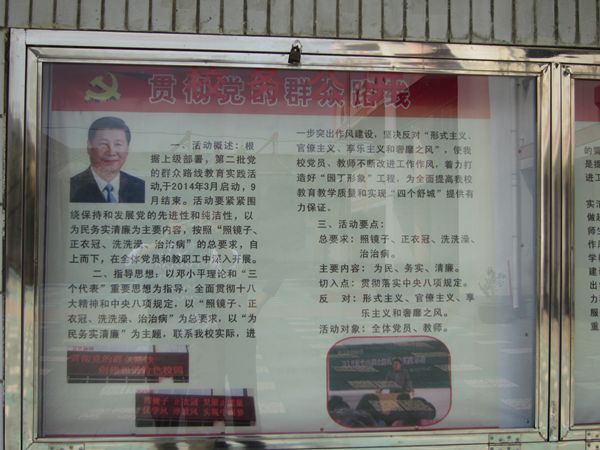 贯彻党的群众路线
一、活动概述：根
据上级部署，第二批党
的群众路线教育实践活
动，于2014年3月启动，9
月结束。活动要紧紧围
绕保持和发展党的先进性和纯洁性，以
为民务实清廉为主要内容，按照“照镜子、
正衣冠、洗洗澡、治治病”的总要求，自
上而下，在全体党员和教职工中深入开展。
二、指导思想：以邓小平理论和“三
个代表”重要思想为指导，全面贯彻十八
大精神和中央八项规定，以“照镜子、正
衣冠、洗洗澡、治治病”为总要求，以“为
民务实清廉”为主题，联系我校实际，进
一步突出作风建设，坚决反对“形式主义、
官僚主义、享乐主义和奢靡之风”，使我
校党员、教师不断改进工作作风，着力打
造好“园丁形象”工程，为全面提高我校
教育教学质量和实现“四个舒城”提供有
力保证。
三、活动要点：
总要求：照镜子、正衣冠、洗洗澡、
治治病。
主要内容：为民、务实、清廉。
切入点：贯彻落实中央八项规定。
反 对：形式主义、官僚主义、享
乐主义和奢靡之风。
活动对象：全体党员、教师。
贯彻党的群众路线
照镜子 正衣冠